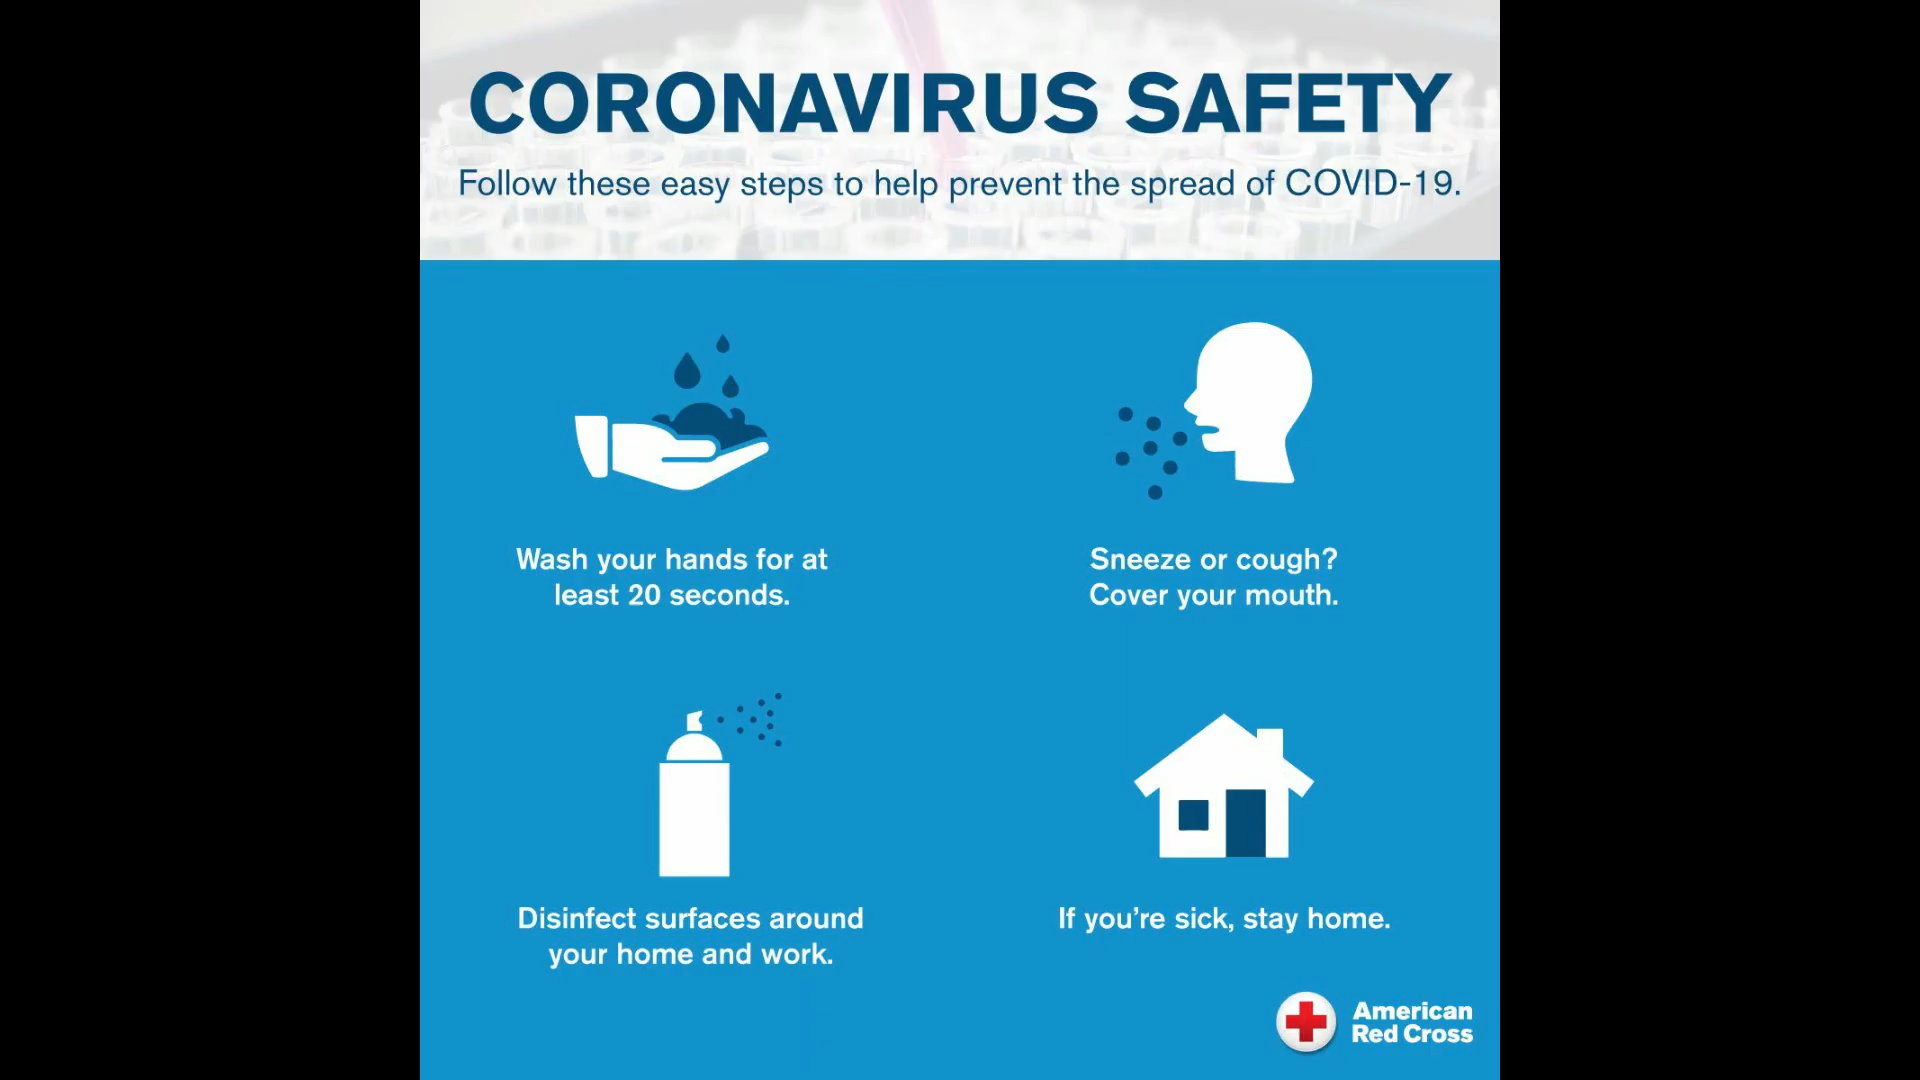 CORONAVIRUS SAFETY
Follow these easy steps to help prevent the spread of COVID-19.
Wash your hands for at
least 20 seconds.
Sneeze or cough?
Cover your mouth.
Disinfect surfaces around
your home and work.
If you’re sick, stay home.
American
Red Cross